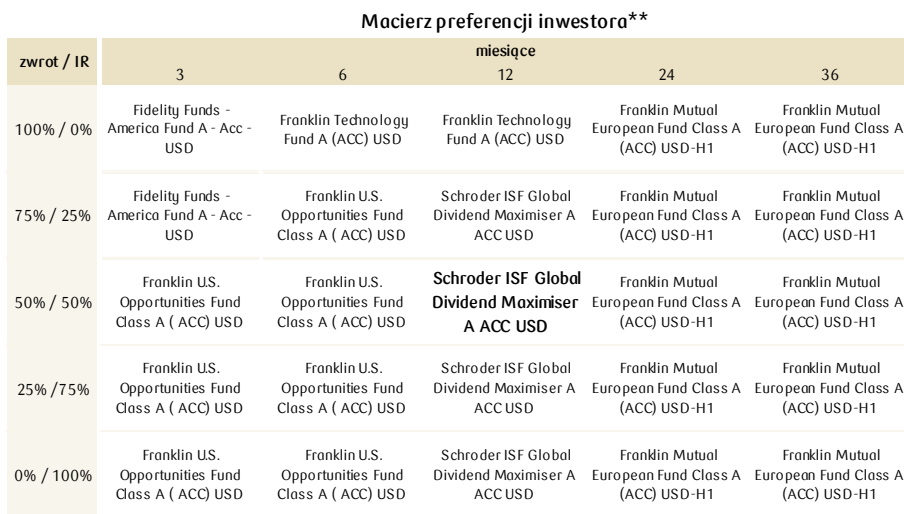 Macierz preferencji inwestora**
zwrot / IR
miesiące
3 6 12 24 36
100% / 0%
Fidelity Funds -
America Fund A - Acc -
USD
Franklin Technology
Fund A (ACC) USD
Franklin Technology
Fund A (ACC) USD
Franklin Mutual
European Fund Class A
(ACC) USD-H1
Franklin Mutual
European Fund Class A
(ACC) USD-H1
75% / 25%
Fidelity Funds -
America Fund A - Acc -
USD
Franklin U.S.
Opportunities Fund
Class A ( ACC) USD
Schroder ISF Global
Dividend Maximiser A
ACC USD
Franklin Mutual
European Fund Class A
(ACC) USD-H1
Franklin Mutual
European Fund Class A
(ACC) USD-H1
50% / 50%
Franklin U.S.
Opportunities Fund
Class A ( ACC) USD
Franklin U.S.
Opportunities Fund
Class A ( ACC) USD
Schroder ISF Global
Dividend Maximiser
A ACC USD
Franklin Mutual
European Fund Class A
(ACC) USD-H1
Franklin Mutual
European Fund Class A
(ACC) USD-H1
25% /75%
Franklin U.S.
Opportunities Fund
Class A ( ACC) USD
Franklin U.S.
Opportunities Fund
Class A ( ACC) USD
Schroder ISF Global
Dividend Maximiser A
ACC USD
Franklin Mutual
European Fund Class A
(ACC) USD-H1
Franklin Mutual
European Fund Class A
(ACC) USD-H1
0% / 100%
Franklin U.S.
Opportunities Fund
Class A ( ACC) USD
Franklin U.S.
Opportunities Fund
Class A ( ACC) USD
Schroder ISF Global
Dividend Maximiser A
ACC USD
Franklin Mutual
European Fund Class A
(ACC) USD-H1
Franklin Mutual
European Fund Class A
(ACC) USD-H1